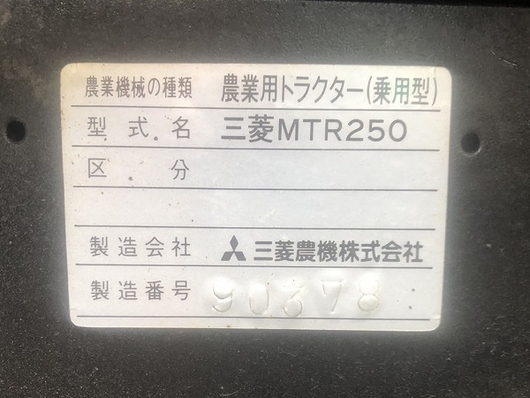 農業機械の種類 農業用トラクター(乗用型)
型式名 三菱MTR250
区分
製造会社 三菱農機株式会社
製造番号 90378